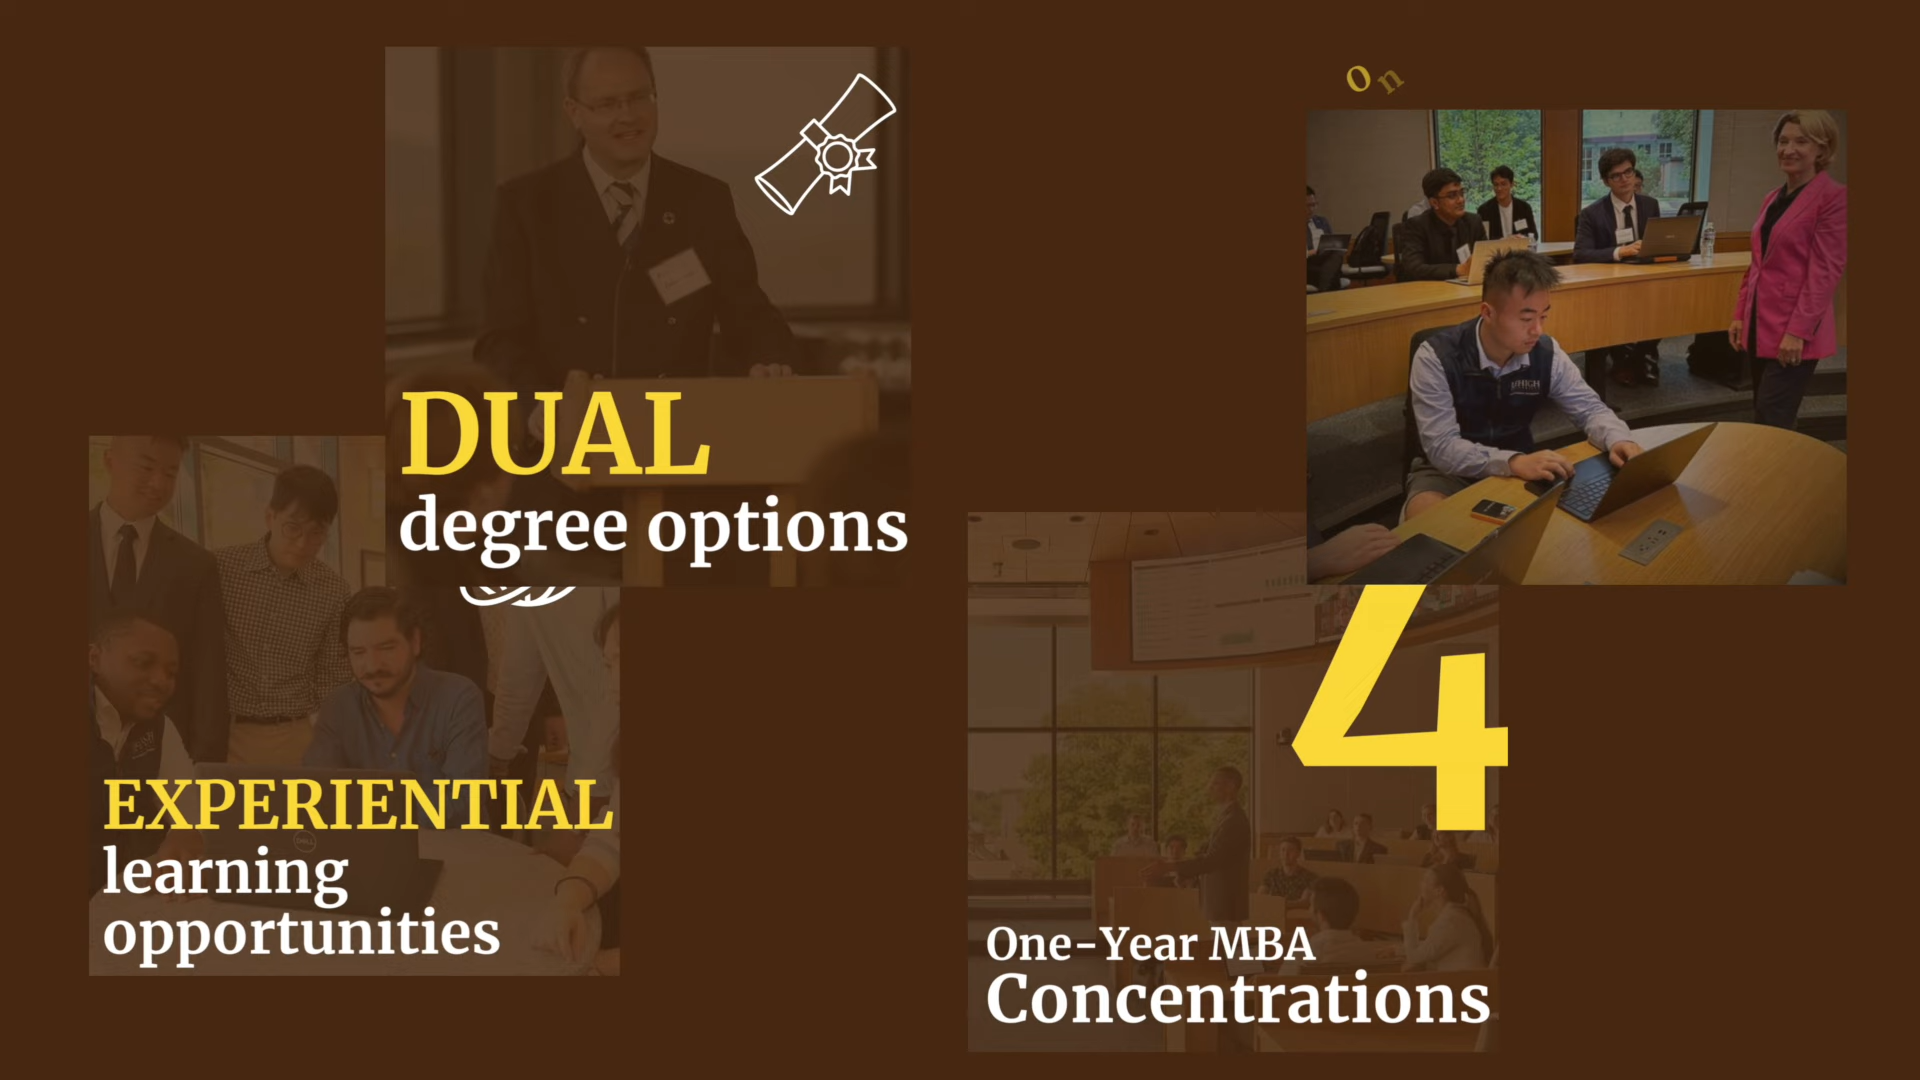 DUAL
degree options
EXPERIENTIAL
learning
opportunities
On
4
One-Year MBA
Concentrations